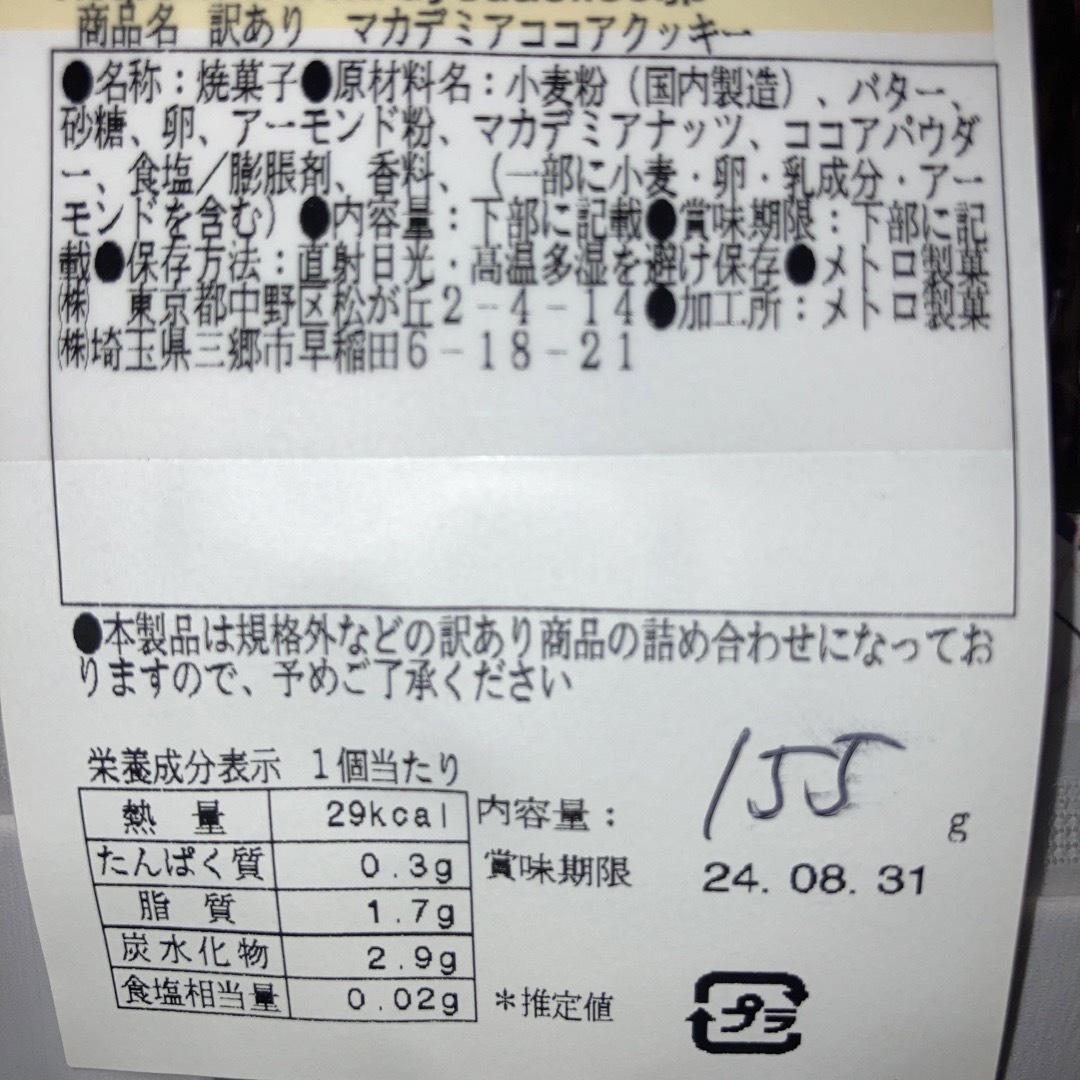 商品名 訳あり マカデミアココアクッキー
●名称：焼菓子●原材料名：小麦粉（国内製造）、バター、
砂糖、卵、アーモンド粉、マカデミアナッツ、ココアパウダ
ー、食塩／膨脹剤、香料、（一部に小麦・卵・乳成分・アー
モンドを含む）●内容量：下部に記載●賞味期限：下部に記
載●保存方法：直射日光・高温多湿を避け保存●メトロ製菓
㈱ 東京都中野区松が丘2－4－14●加工所：メトロ製菓
㈱埼玉県三郷市早稲田6－18－21
●本製品は規格外などの訳あり商品の詰め合わせになってお
りますので、予めご了承ください
栄養成分表示 1個当たり
熱量 29kcal
たんぱく質 0.3g
脂質 1.7g
炭水化物 2.9g
食塩相当量 0.02g
内容量： 155 g
賞味期限 24.08.31
*推定値
プラ